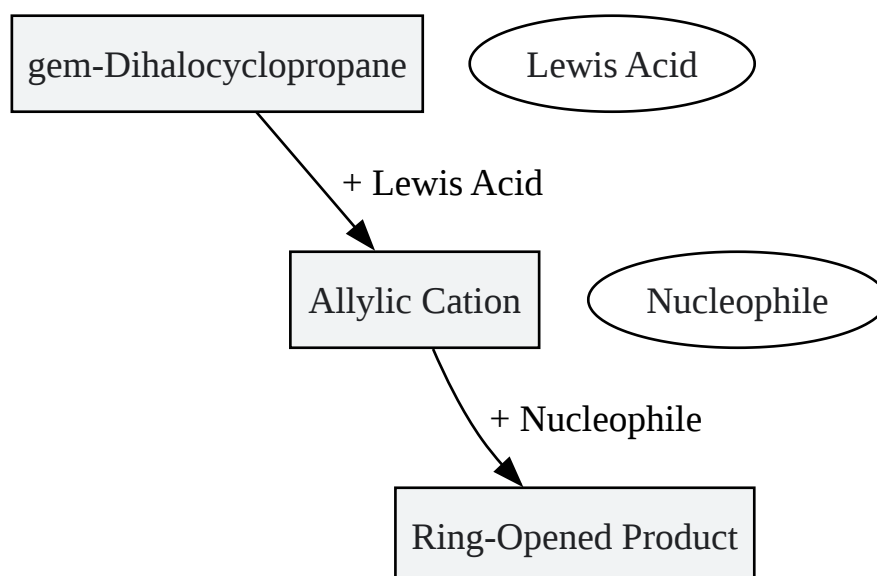 gem-Dihalocyclopropane
Lewis Acid
+ Lewis Acid
Allylic Cation
Nucleophile
+ Nucleophile
Ring-Opened Product